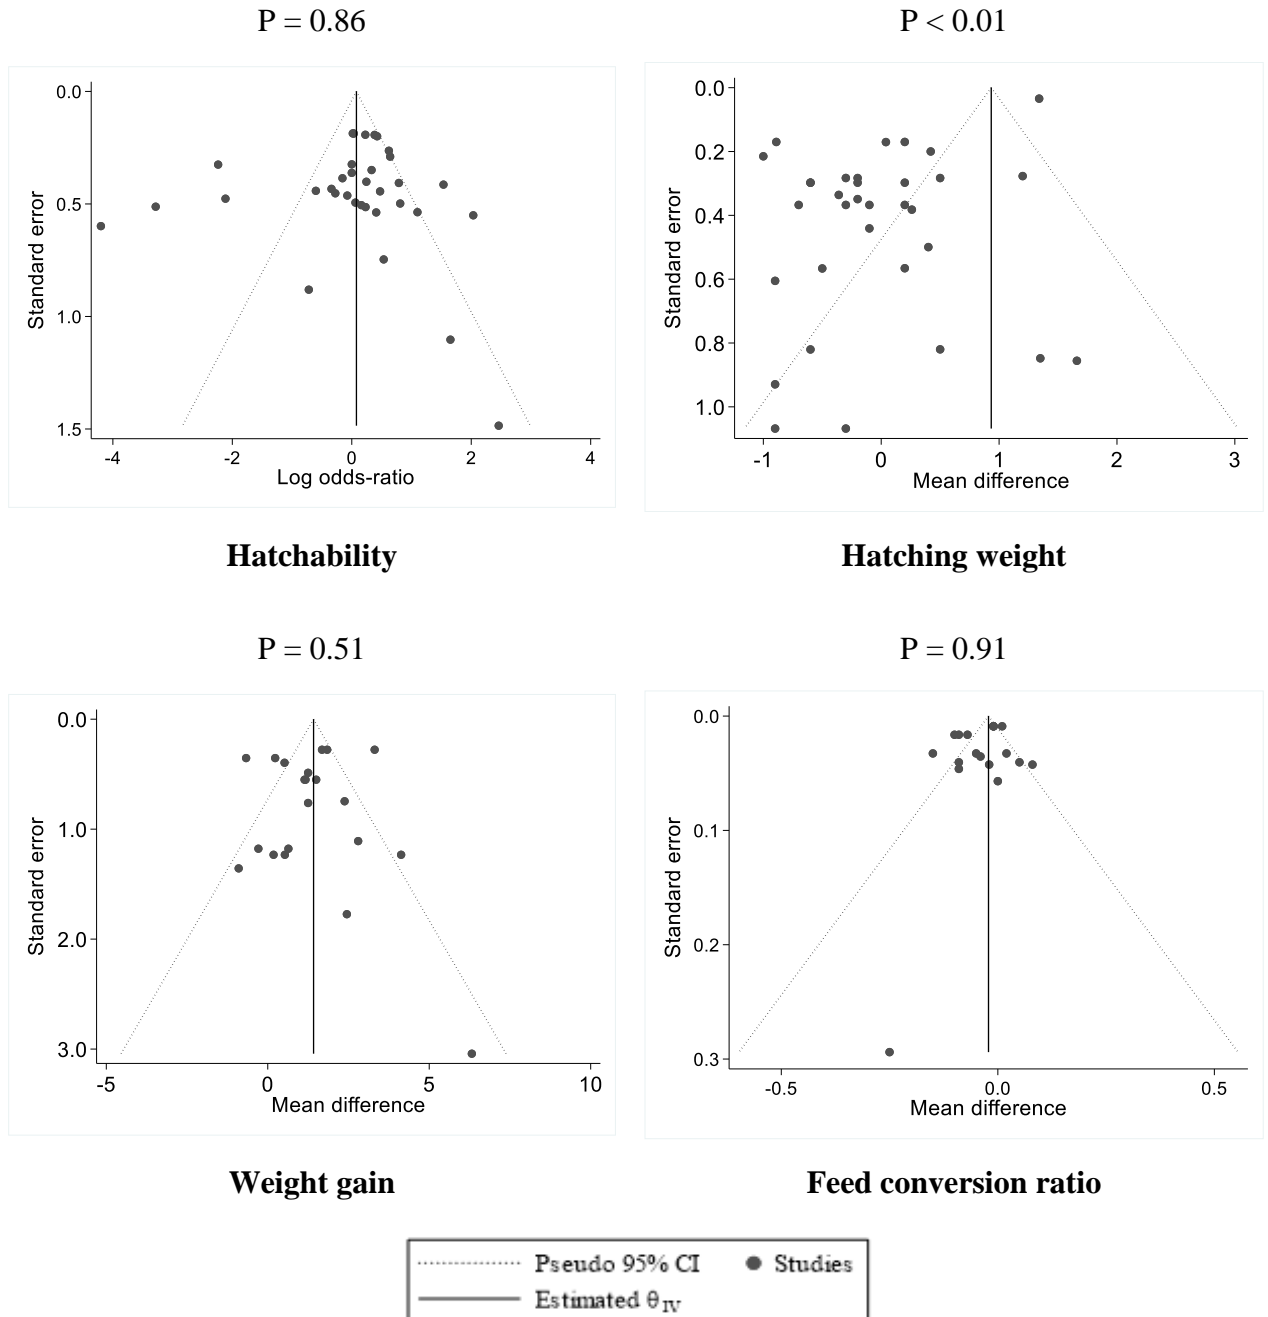 P = 0.86
0.0
0.5
1.0
1.5
Standard error
-4 -2 0 2 4
Log odds-ratio
Hatchability
P < 0.01
0.0
0.2
0.4
0.6
0.8
1.0
Standard error
-1 0 1 2 3
Mean difference
Hatching weight
P = 0.51
0.0
1.0
2.0
3.0
Standard error
-5 0 5 10
Mean difference
Weight gain
P = 0.91
0.0
0.1
0.2
0.3
Standard error
-0.5 0.0 0.5
Mean difference
Feed conversion ratio
Pseudo 95% CI Studies
Estimated θIV